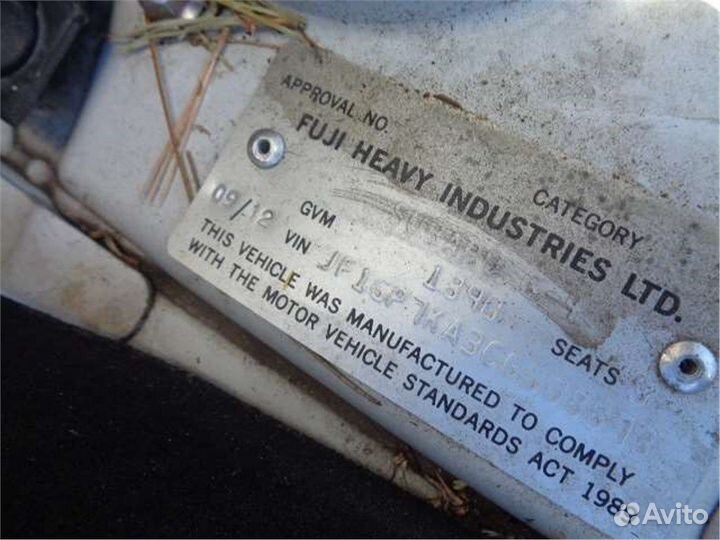 APPROVAL NO. CATEGORY
FUJI HEAVY INDUSTRIES LTD.
09/12 GVM SEATS
VIN
THIS VEHICLE WAS MANUFACTURED TO COMPLY
WITH THE MOTOR VEHICLE STANDARDS ACT 1989
Avito